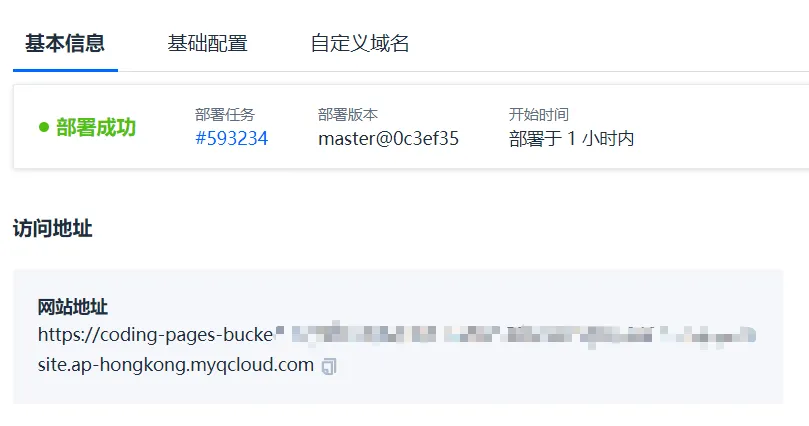 基本信息 基础配置 自定义域名
部署任务 部署版本 开始时间
部署成功 #593234 master@0c3ef35 部署于 1 小时内
访问地址
网站地址
https://coding-pages-bucke
site.ap-hongkong.myqcloud.com